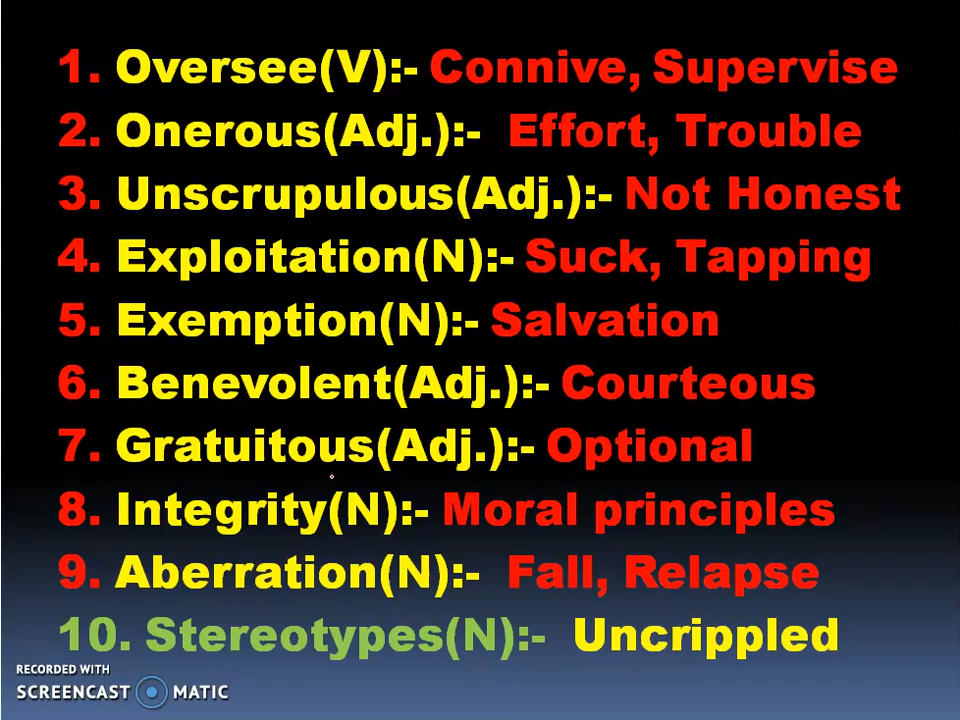 1. Oversee(V):- Connive, Supervise
2. Onerous(Adj.):- Effort, Trouble
3. Unscrupulous(Adj.):- Not Honest
4. Exploitation(N):- Suck, Tapping
5. Exemption(N):- Salvation
6. Benevolent(Adj.):- Courteous
7. Gratuitous(Adj.):- Optional
8. Integrity(N):- Moral principles
9. Aberration(N):- Fall, Relapse
10. Stereotypes(N):- Uncrippled
RECORDED WITH
SCREENCAST MATIC